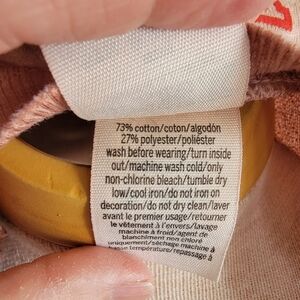 73% cotton/coton/algodón
27% polyester/poliéster
wash before wearing/turn inside
out/machine wash cold/only
non-chlorine bleach/tumble dry
low/cool iron/do not iron on
decoration/do not dry clean/laver
avant le premier usage/retourner
le vêtement à l'envers/lavage
machine à froid/agent de
blanchiment non chloré
uniquement/séchage machine à
basse température/repassage à